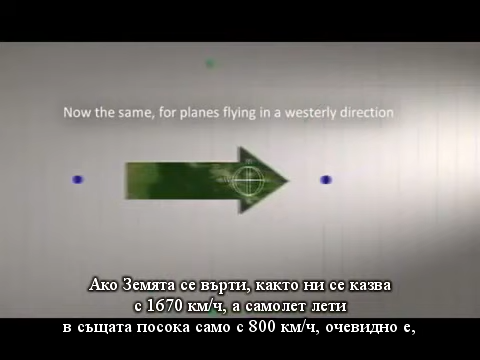 Now the same, for planes flying in a westerly direction
Ако Земята се върти, както ни се казва
с 1670 км/ч, а самолет лети
в същата посока само с 800 км/ч, очевидно е,